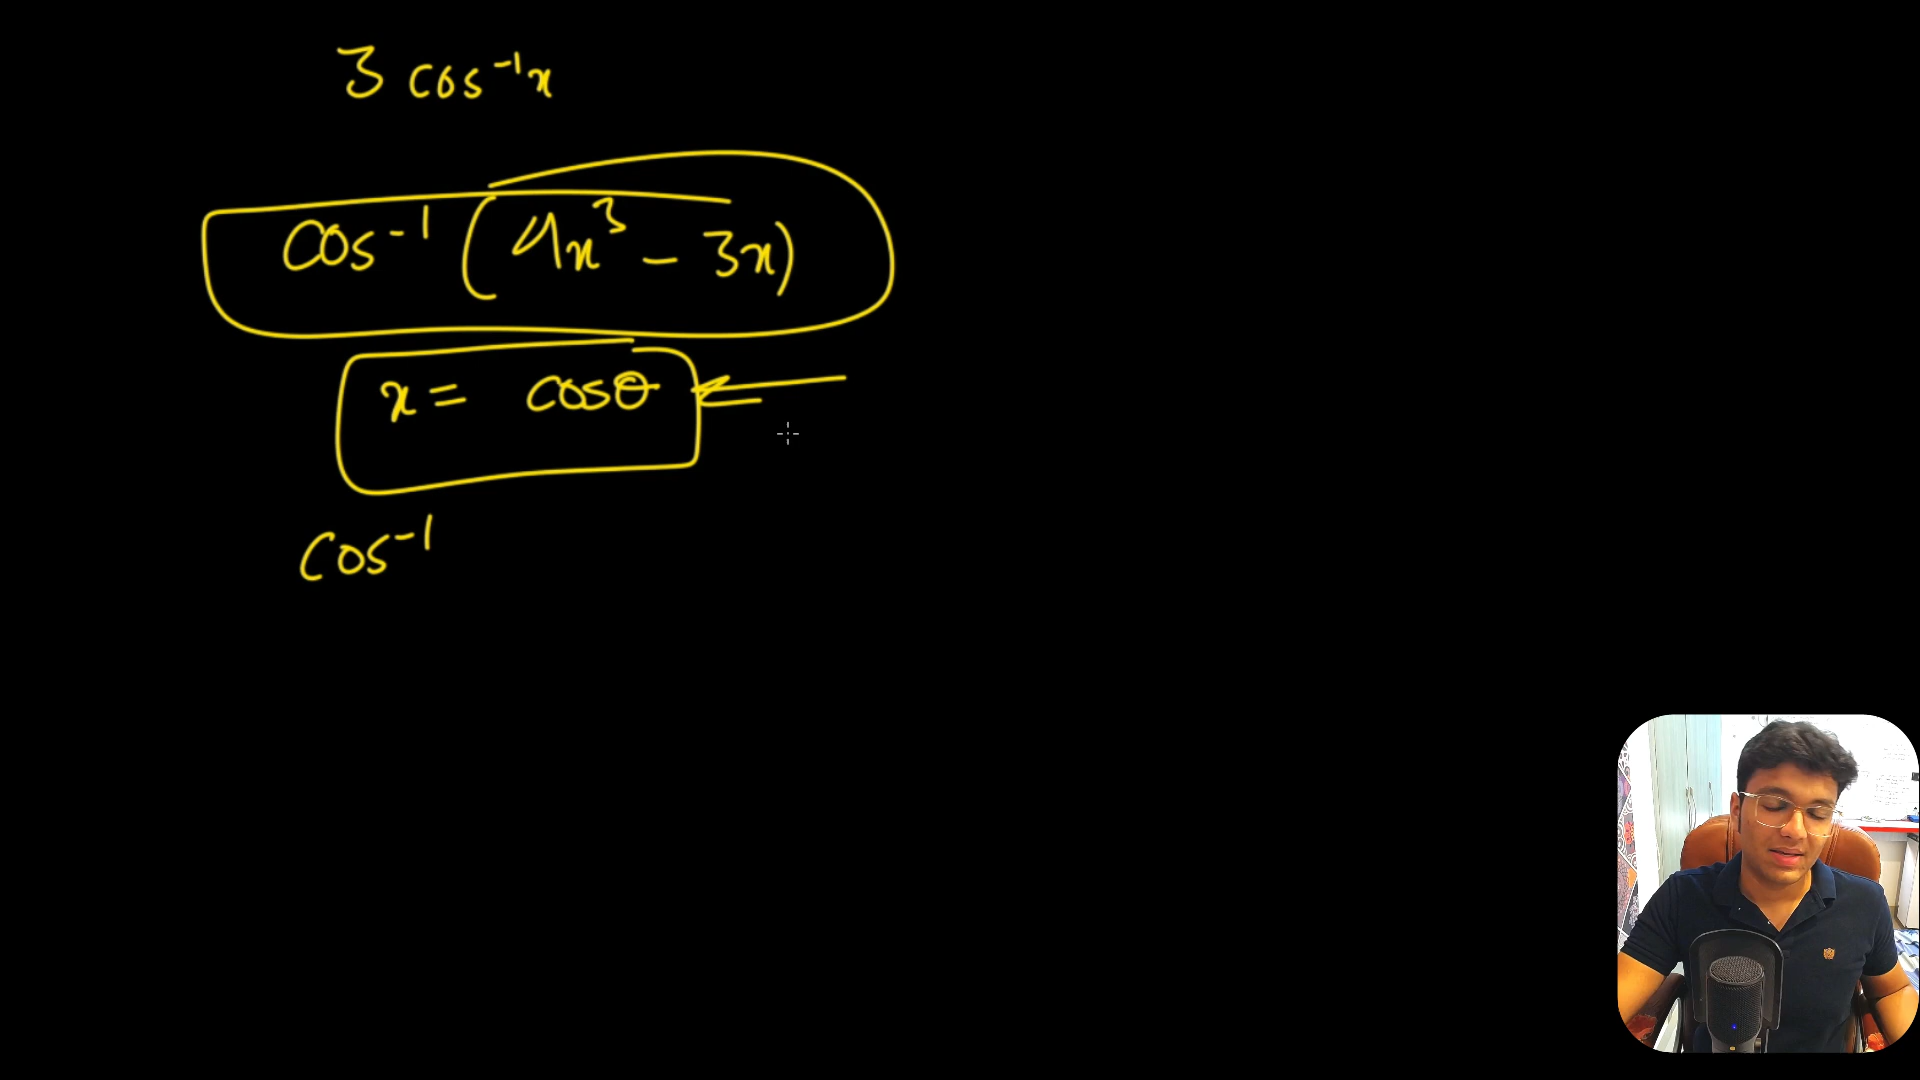 3 cos⁻¹x
cos⁻¹ (4x³ − 3x)
x = cosθ
cos⁻¹